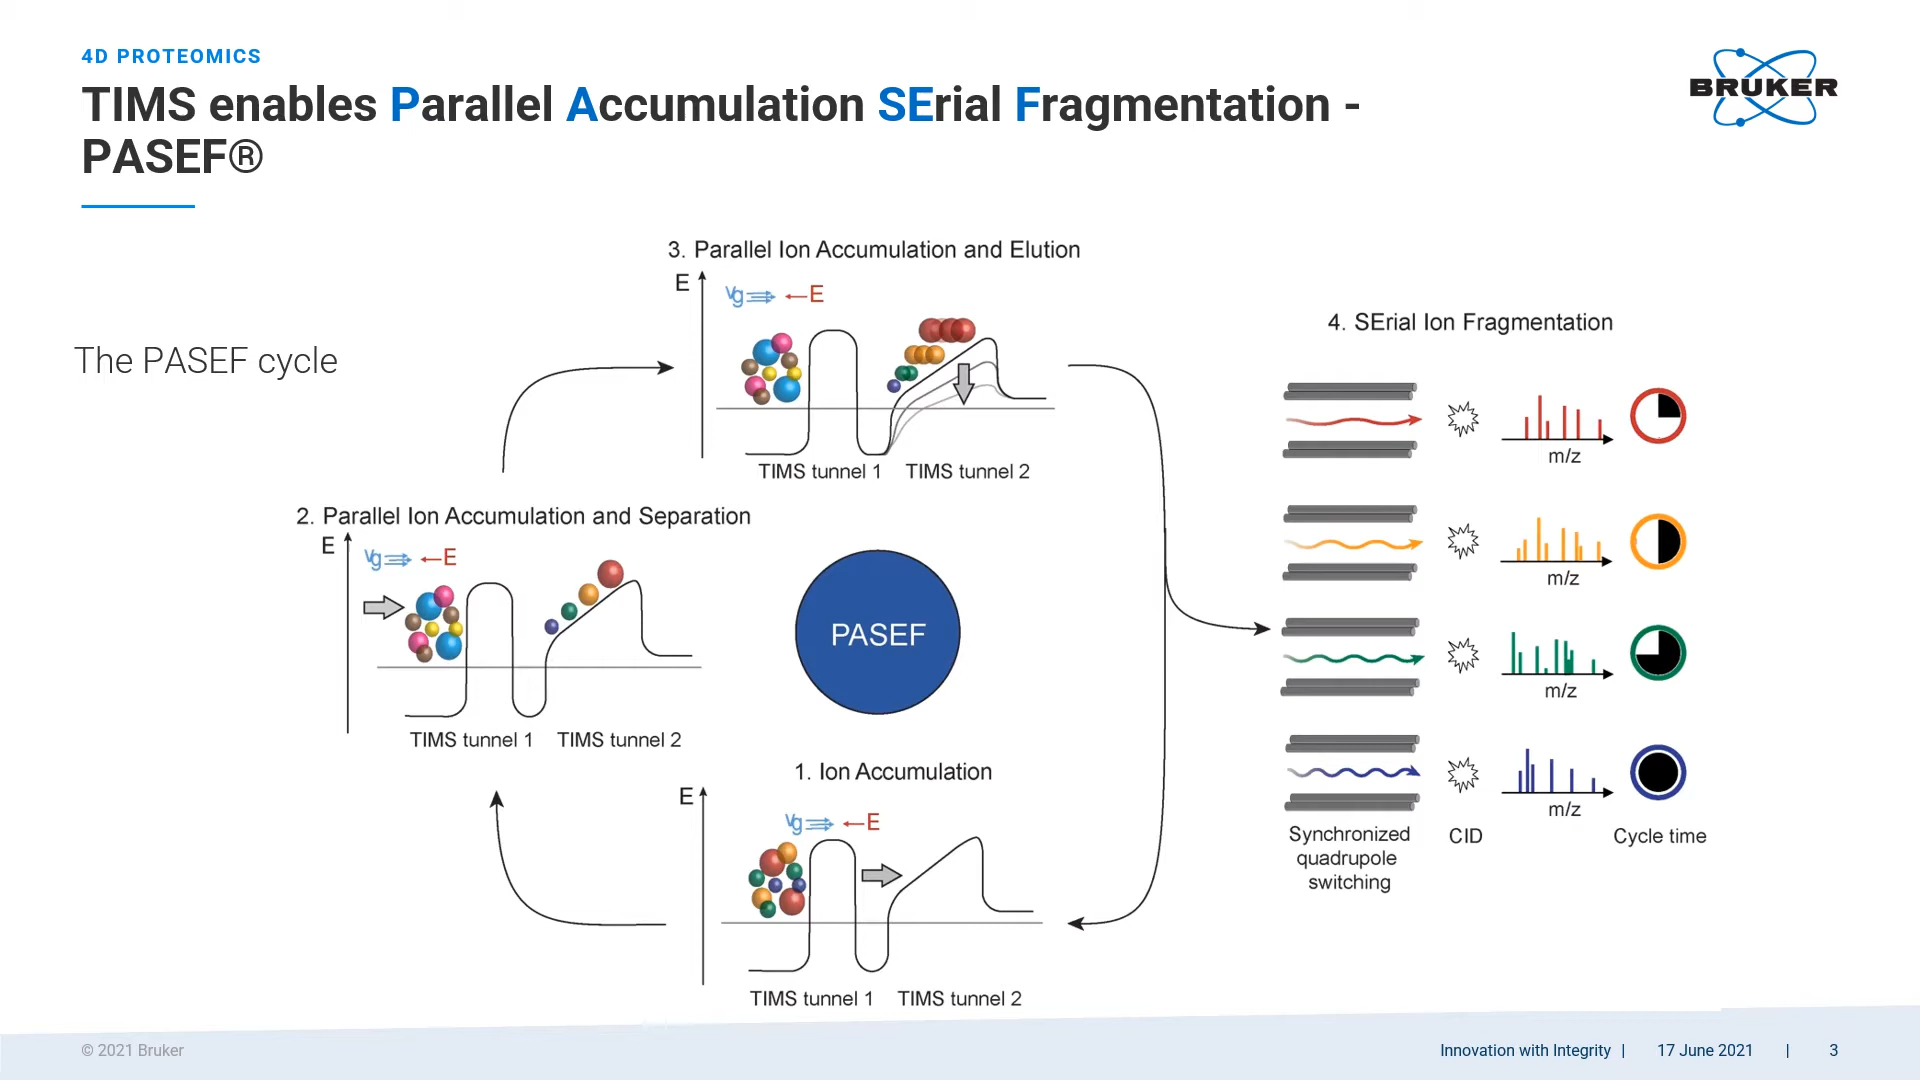 4D PROTEOMICS
TIMS enables Parallel Accumulation SErial Fragmentation -
PASEF®
BRUKER
The PASEF cycle
3. Parallel Ion Accumulation and Elution
E
Vg E
TIMS tunnel 1 TIMS tunnel 2
2. Parallel Ion Accumulation and Separation
E
Vg E
TIMS tunnel 1 TIMS tunnel 2
PASEF
1. Ion Accumulation
E
Vg E
TIMS tunnel 1 TIMS tunnel 2
4. SErial Ion Fragmentation
m/z
m/z
m/z
m/z
Synchronized
quadrupole
switching
CID
Cycle time
© 2021 Bruker
Innovation with Integrity | 17 June 2021 | 3